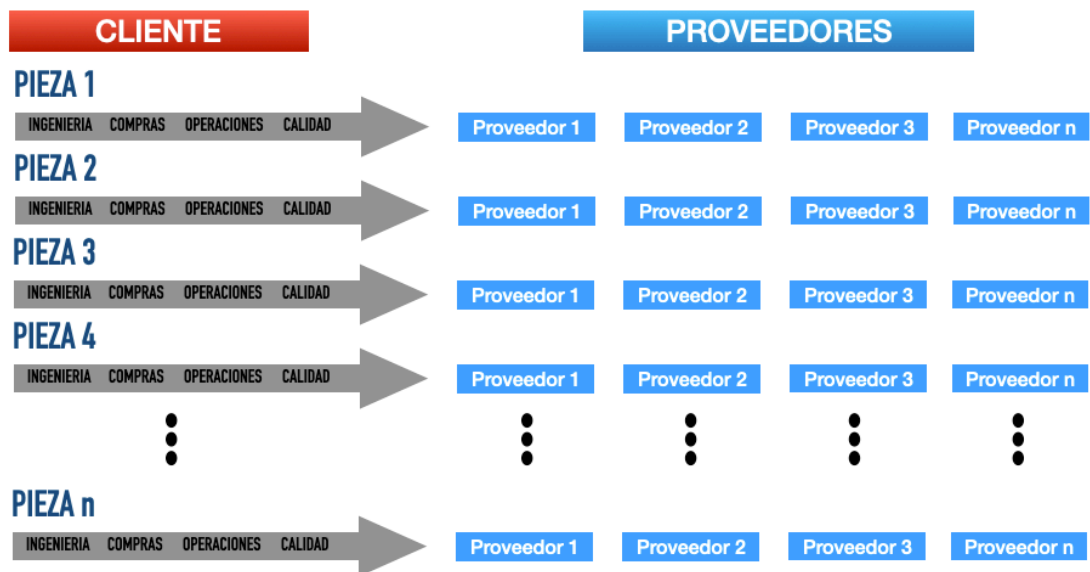 CLIENTE PROVEEDORES
PIEZA 1
INGENIERIA COMPRAS OPERACIONES CALIDAD Proveedor 1 Proveedor 2 Proveedor 3 Proveedor n
PIEZA 2
INGENIERIA COMPRAS OPERACIONES CALIDAD Proveedor 1 Proveedor 2 Proveedor 3 Proveedor n
PIEZA 3
INGENIERIA COMPRAS OPERACIONES CALIDAD Proveedor 1 Proveedor 2 Proveedor 3 Proveedor n
PIEZA 4
INGENIERIA COMPRAS OPERACIONES CALIDAD Proveedor 1 Proveedor 2 Proveedor 3 Proveedor n
PIEZA n
INGENIERIA COMPRAS OPERACIONES CALIDAD Proveedor 1 Proveedor 2 Proveedor 3 Proveedor n